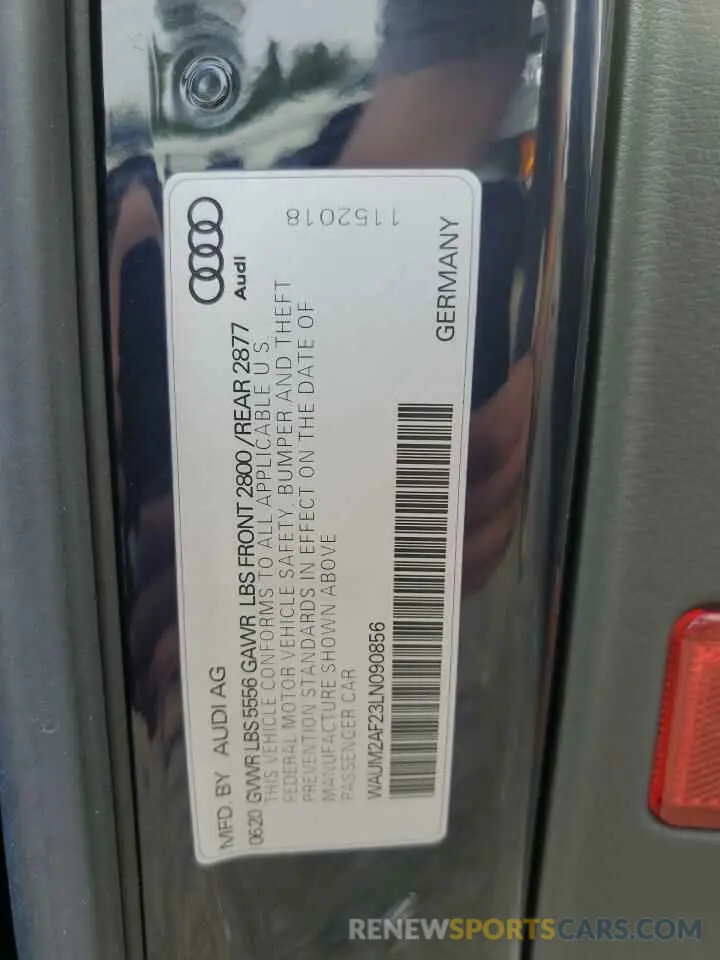 MFD. BY AUDI AG
Audi
0620 GVWR LBS 5556 GAWR LBS FRONT 2800 / REAR 2877
THIS VEHICLE CONFORMS TO ALL APPLICABLE U S
FEDERAL MOTOR VEHICLE SAFETY, BUMPER AND THEFT
PREVENTION STANDARDS IN EFFECT ON THE DATE OF
MANUFACTURE SHOWN ABOVE
PASSENGER CAR
WAUM2AF23LN090856
GERMANY
1152018
RENEWSPORTSCARS.COM